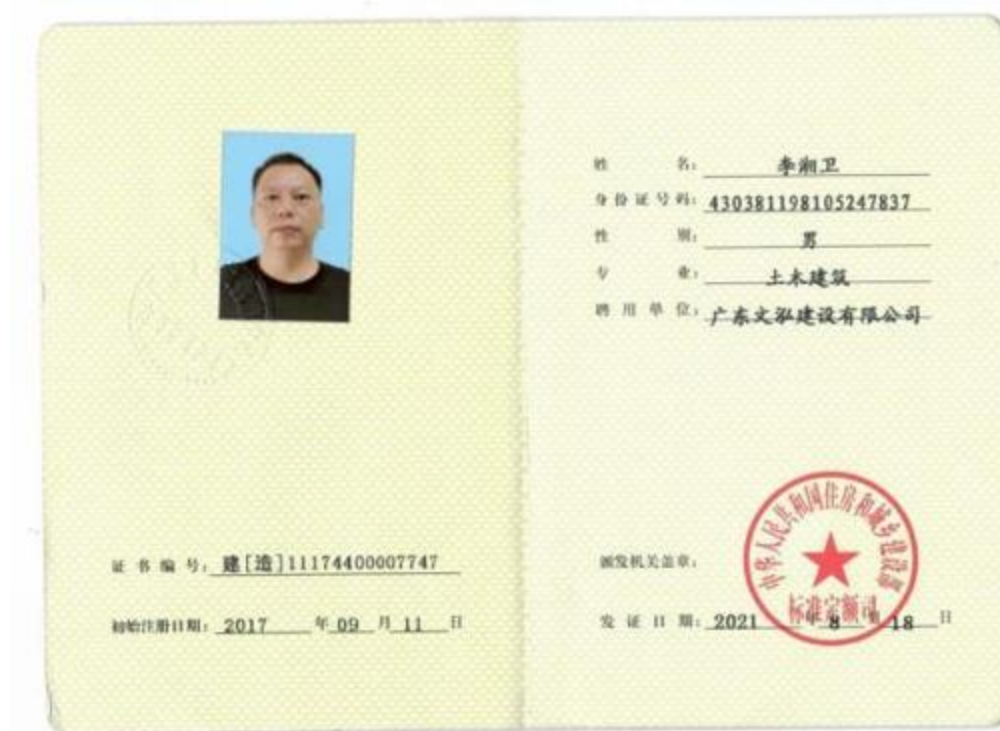 证书编号: 建[造]11174400007747
初始注册日期: 2017 年 09 月 11 日
姓 名: 李湘卫
身份证号码: 430381198105247837
性 别: 男
专 业: 土木建筑
聘用单位: 广东文泓建设有限公司
颁发机关盖章:
中华人民共和国住房和城乡建设部
标准定额司
发证日期: 2021 年 8 月 18 日